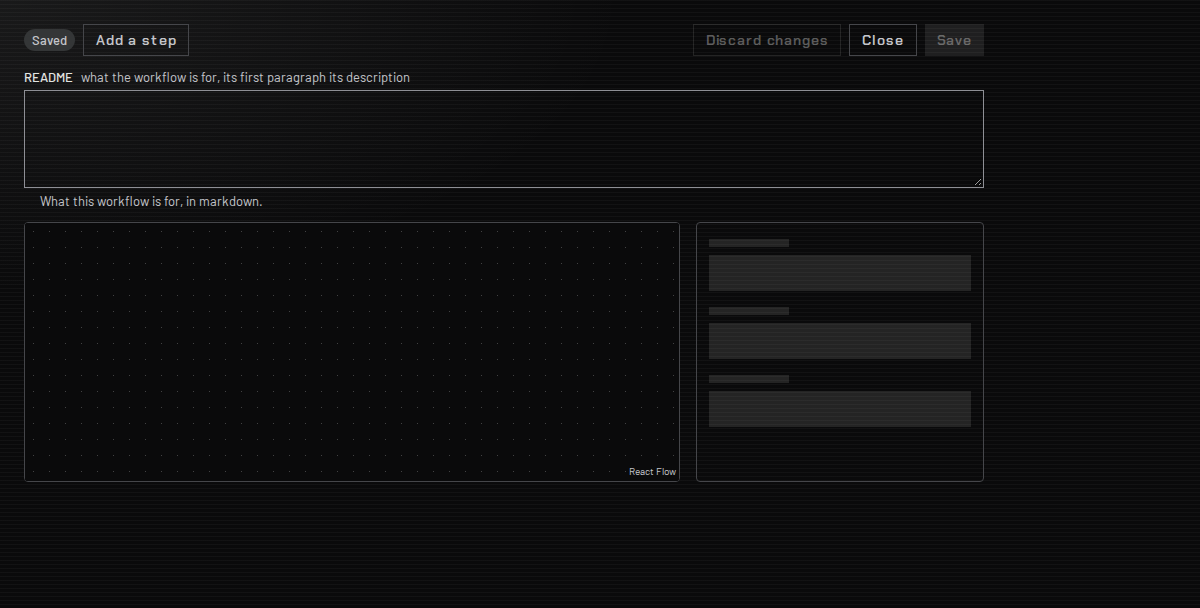 Saved
Add a step
Discard changes
Close
Save
README what the workflow is for, its first paragraph its description
What this workflow is for, in markdown.
React Flow